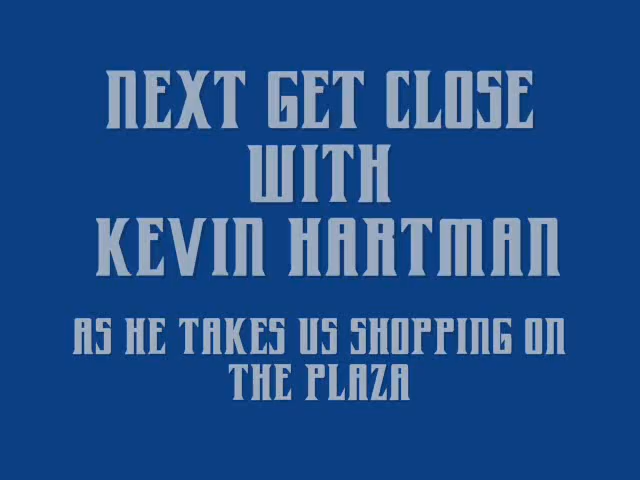 NEXT GET CLOSE
WITH
KEVIN HARTMAN
AS HE TAKES US SHOPPING ON
THE PLAZA